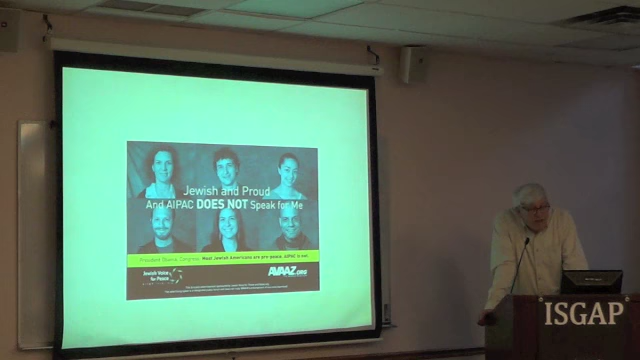 Jewish and Proud
And AIPAC DOES NOT Speak for Me
President Obama, Congress: Most Jewish Americans are pro-peace. AIPAC is not.
Jewish Voice
for Peace
AVAAZ.org
ISGAP